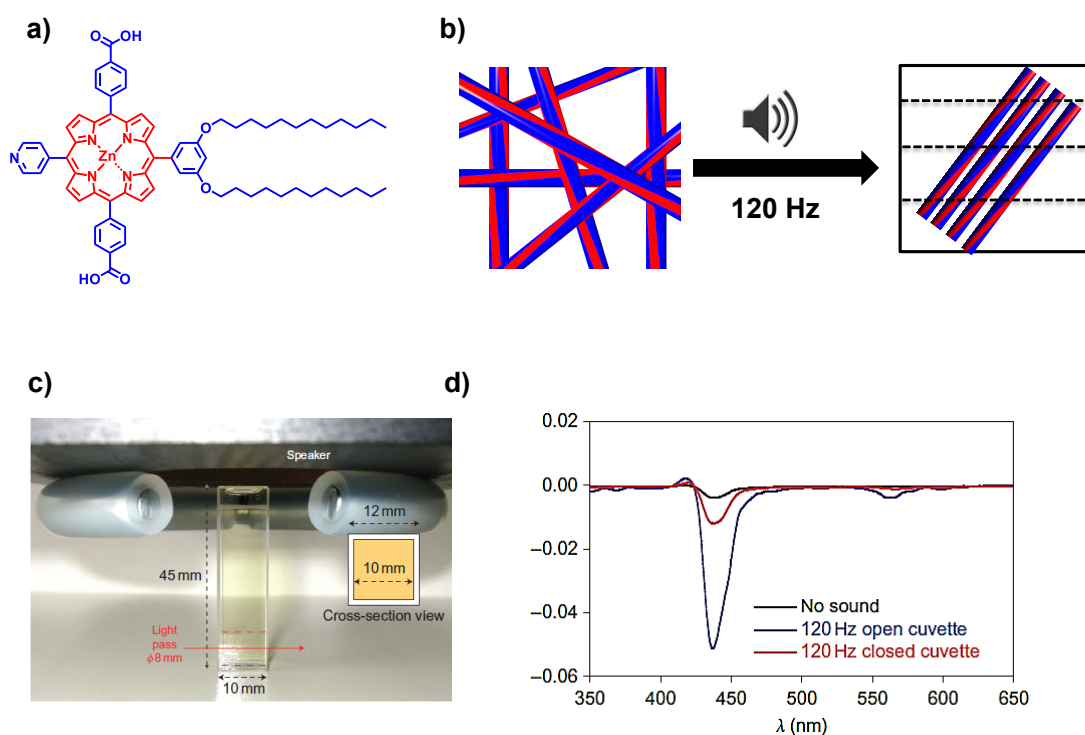 a)
OH
O
N
N
N
Zn
N
N
O
O
HO
O
b)
120 Hz
c)
Speaker
12 mm
10 mm
Cross-section view
45 mm
Light
pass
ϕ8 mm
10 mm
d)
0.02
0.00
−0.02
−0.04
−0.06
No sound
120 Hz open cuvette
120 Hz closed cuvette
350 400 450 500 550 600 650
λ (nm)